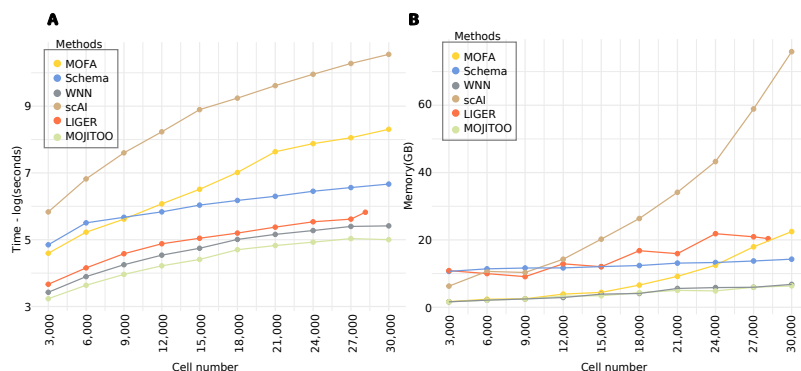 A
Methods
MOFA
Schema
WNN
scAI
LIGER
MOJITOO
Time - log(seconds)
9
7
5
3
3,000
6,000
9,000
12,000
15,000
18,000
21,000
24,000
27,000
30,000
Cell number
B
Methods
MOFA
Schema
WNN
scAI
LIGER
MOJITOO
Memory(GB)
60
40
20
0
3,000
6,000
9,000
12,000
15,000
18,000
21,000
24,000
27,000
30,000
Cell number